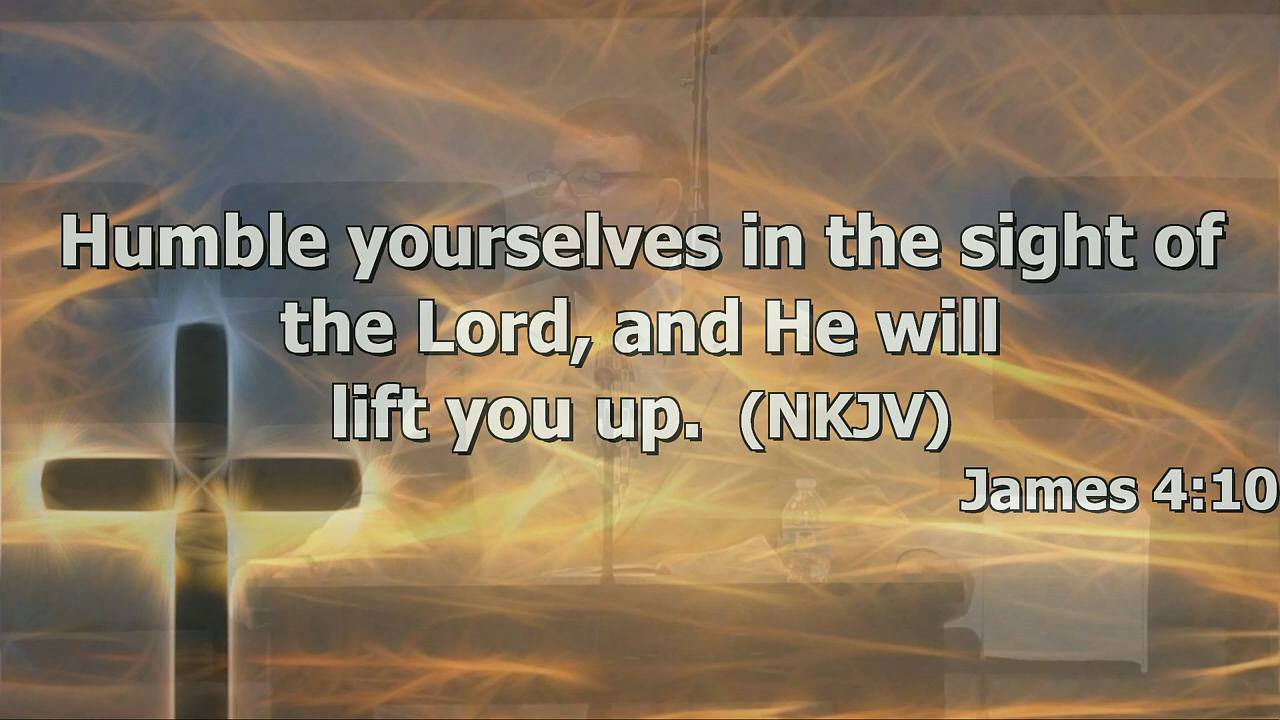 Humble yourselves in the sight of
the Lord, and He will
lift you up. (NKJV)
James 4:10